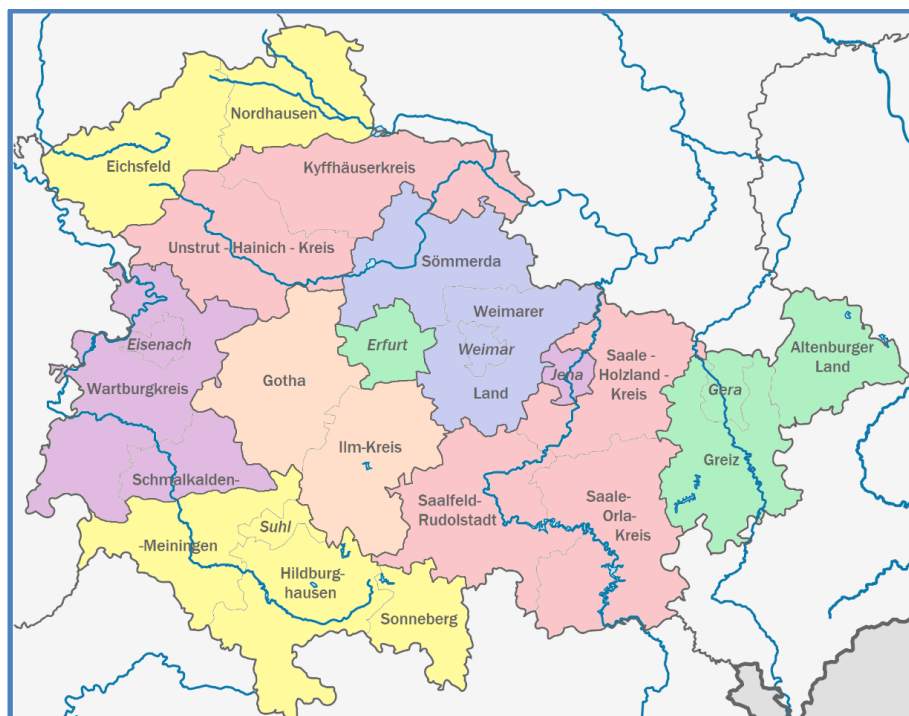 Nordhausen
Eichsfeld
Kyffhäuserkreis
Unstrut - Hainich - Kreis
Sömmerda
Weimarer
Eisenach
Erfurt
Weimar
Altenburger
Land
Gotha
Wartburgkreis
Land
Jena
Saale -
Holzland -
Kreis
Gera
Ilm-Kreis
Greiz
Schmalkalden-
-Meiningen
Saalfeld-
Rudolstadt
Saale-
Orla-
Kreis
Suhl
Hildburg-
hausen
Sonneberg